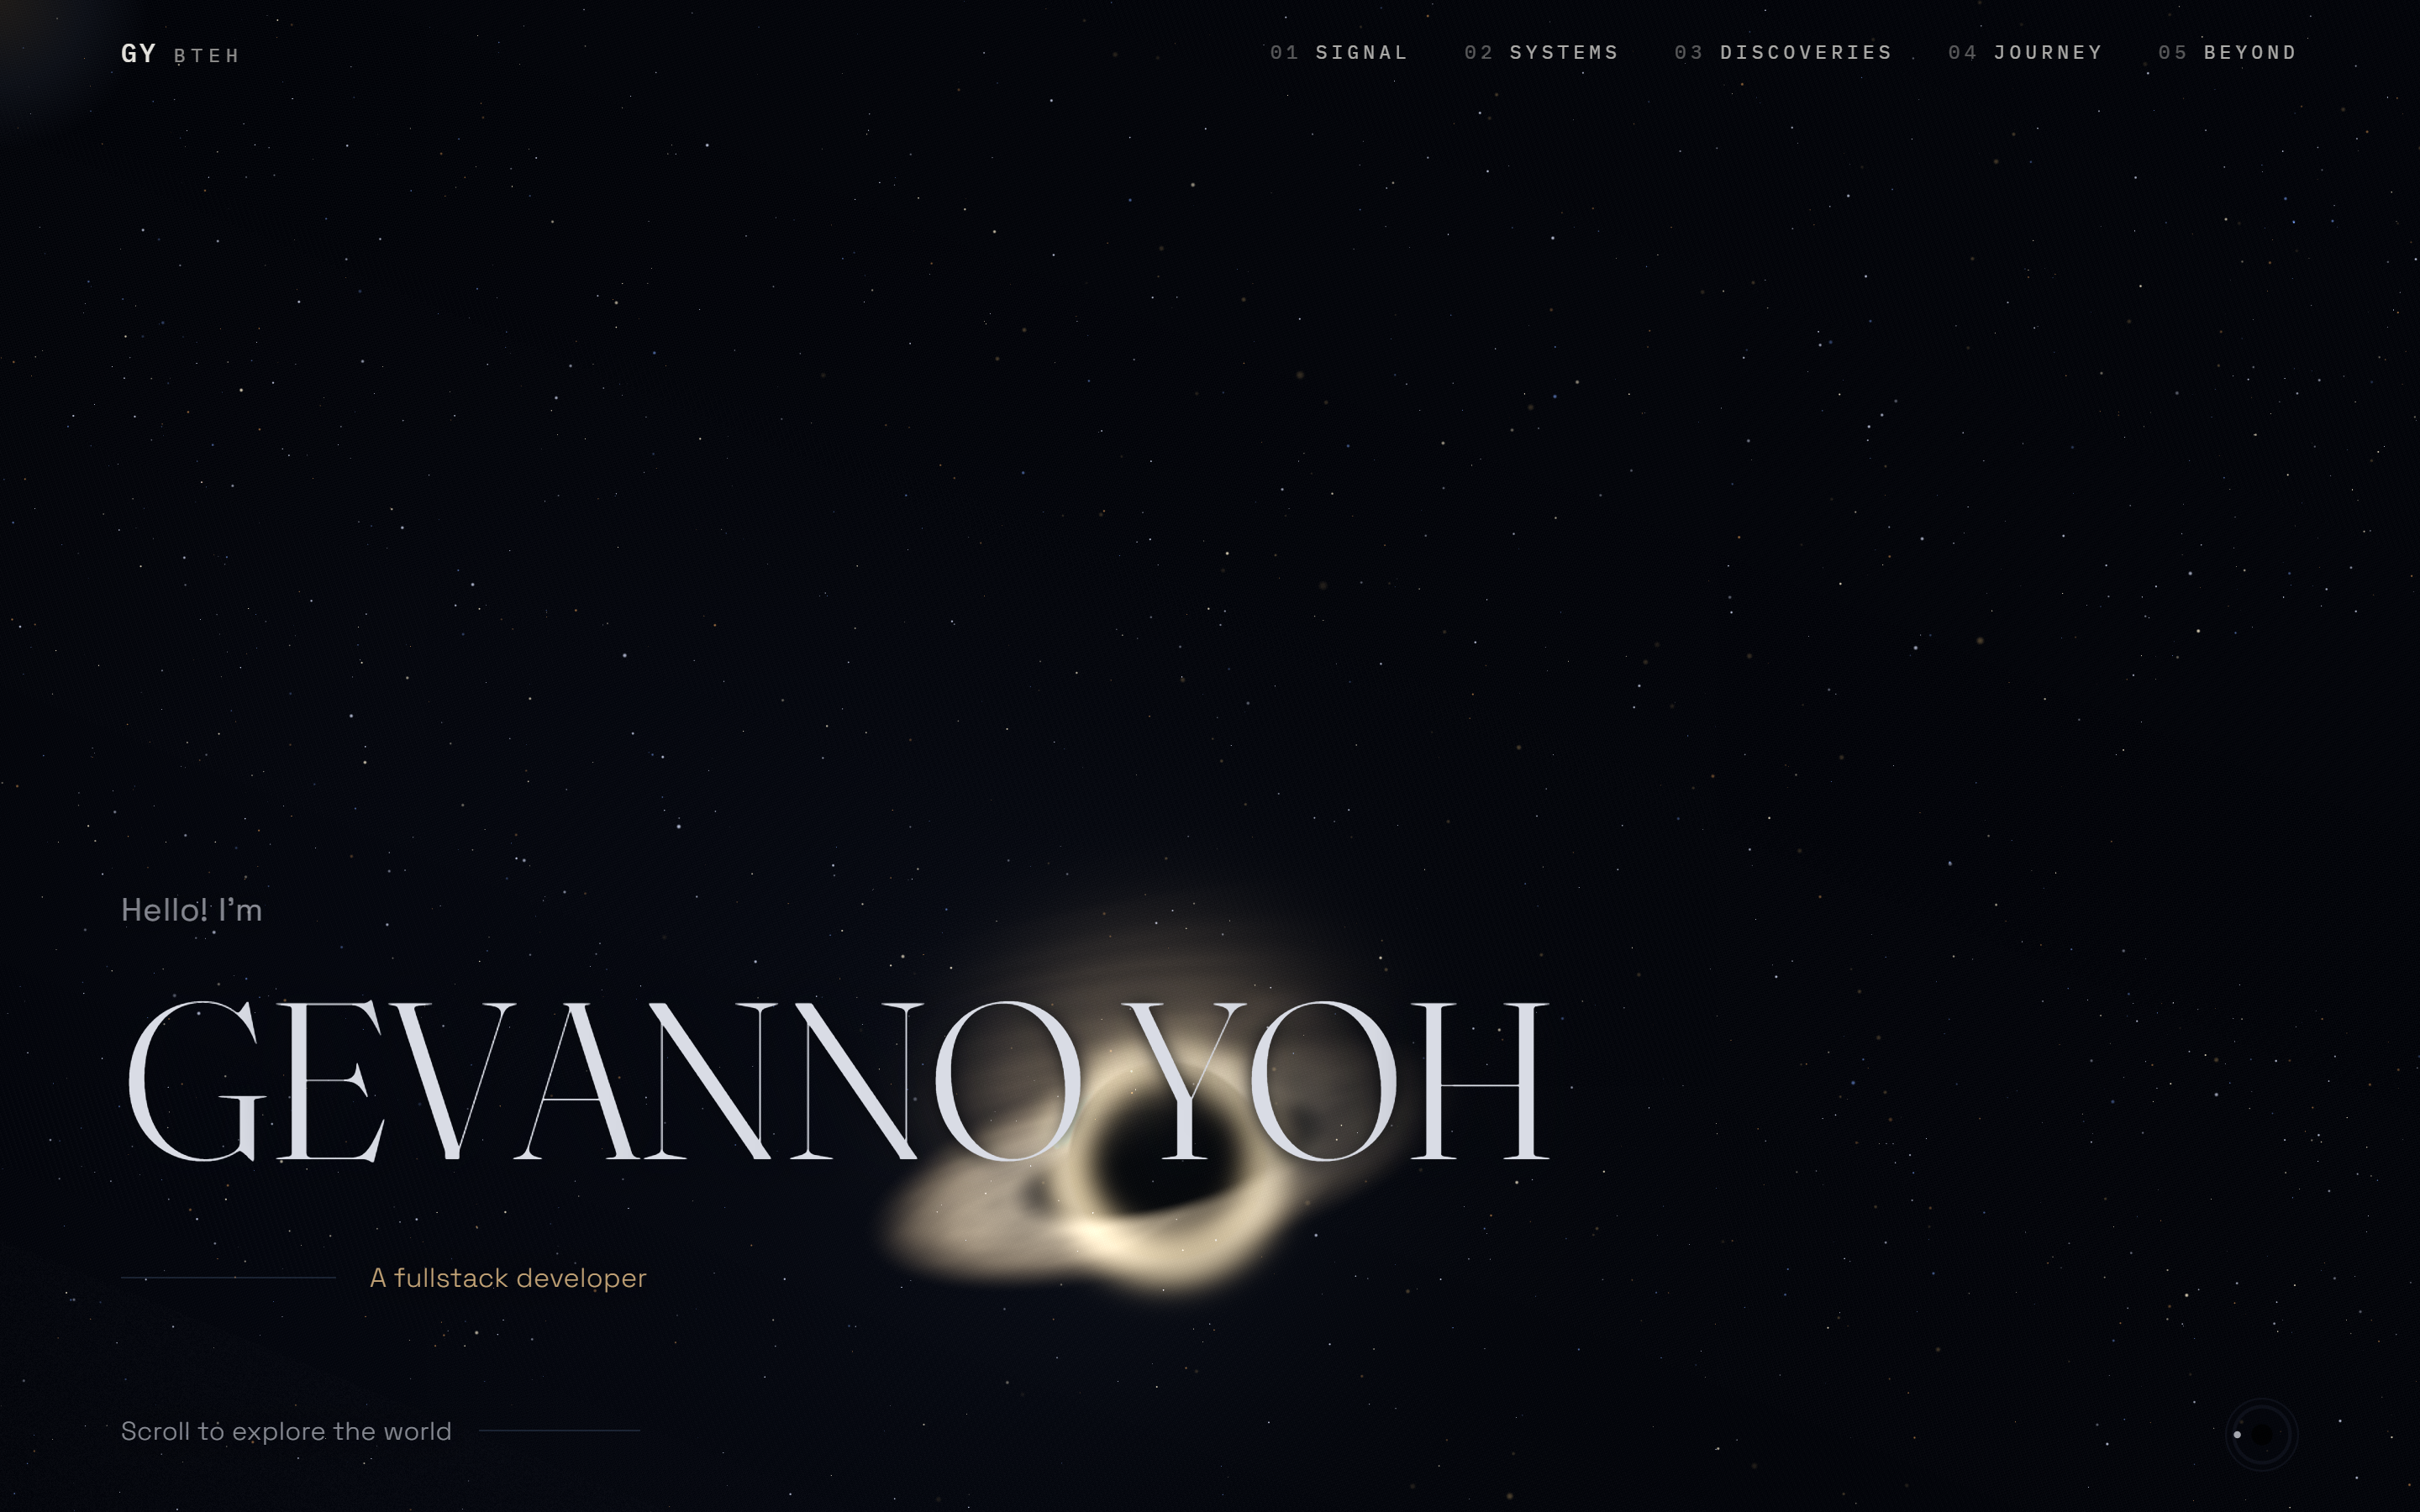 GY BTEH
01 SIGNAL 02 SYSTEMS 03 DISCOVERIES 04 JOURNEY 05 BEYOND
Hello! I’m
GEVANNO YOH
A fullstack developer
Scroll to explore the world